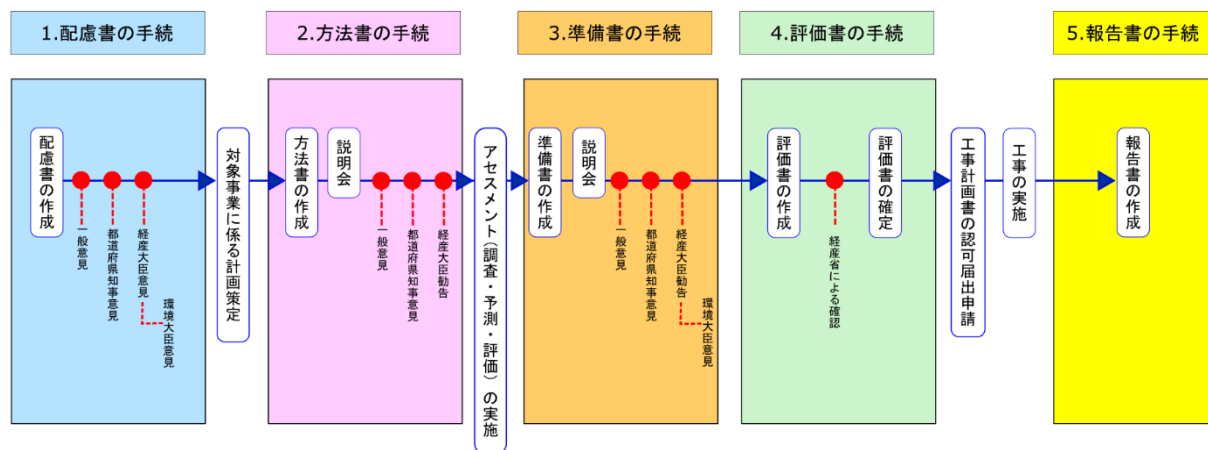 1.配慮書の手続
2.方法書の手続
3.準備書の手続
4.評価書の手続
5.報告書の手続
配慮書の作成
一般意見
都道府県知事意見
経産大臣意見
環境大臣意見
対象事業に係る計画策定
方法書の作成
説明会
一般意見
都道府県知事意見
経産大臣勧告
アセスメント(調査・予測・評価)の実施
準備書の作成
説明会
一般意見
都道府県知事意見
経産大臣勧告
環境大臣意見
評価書の作成
経産省による確認
評価書の確定
工事計画書の認可届出申請
工事の実施
報告書の作成